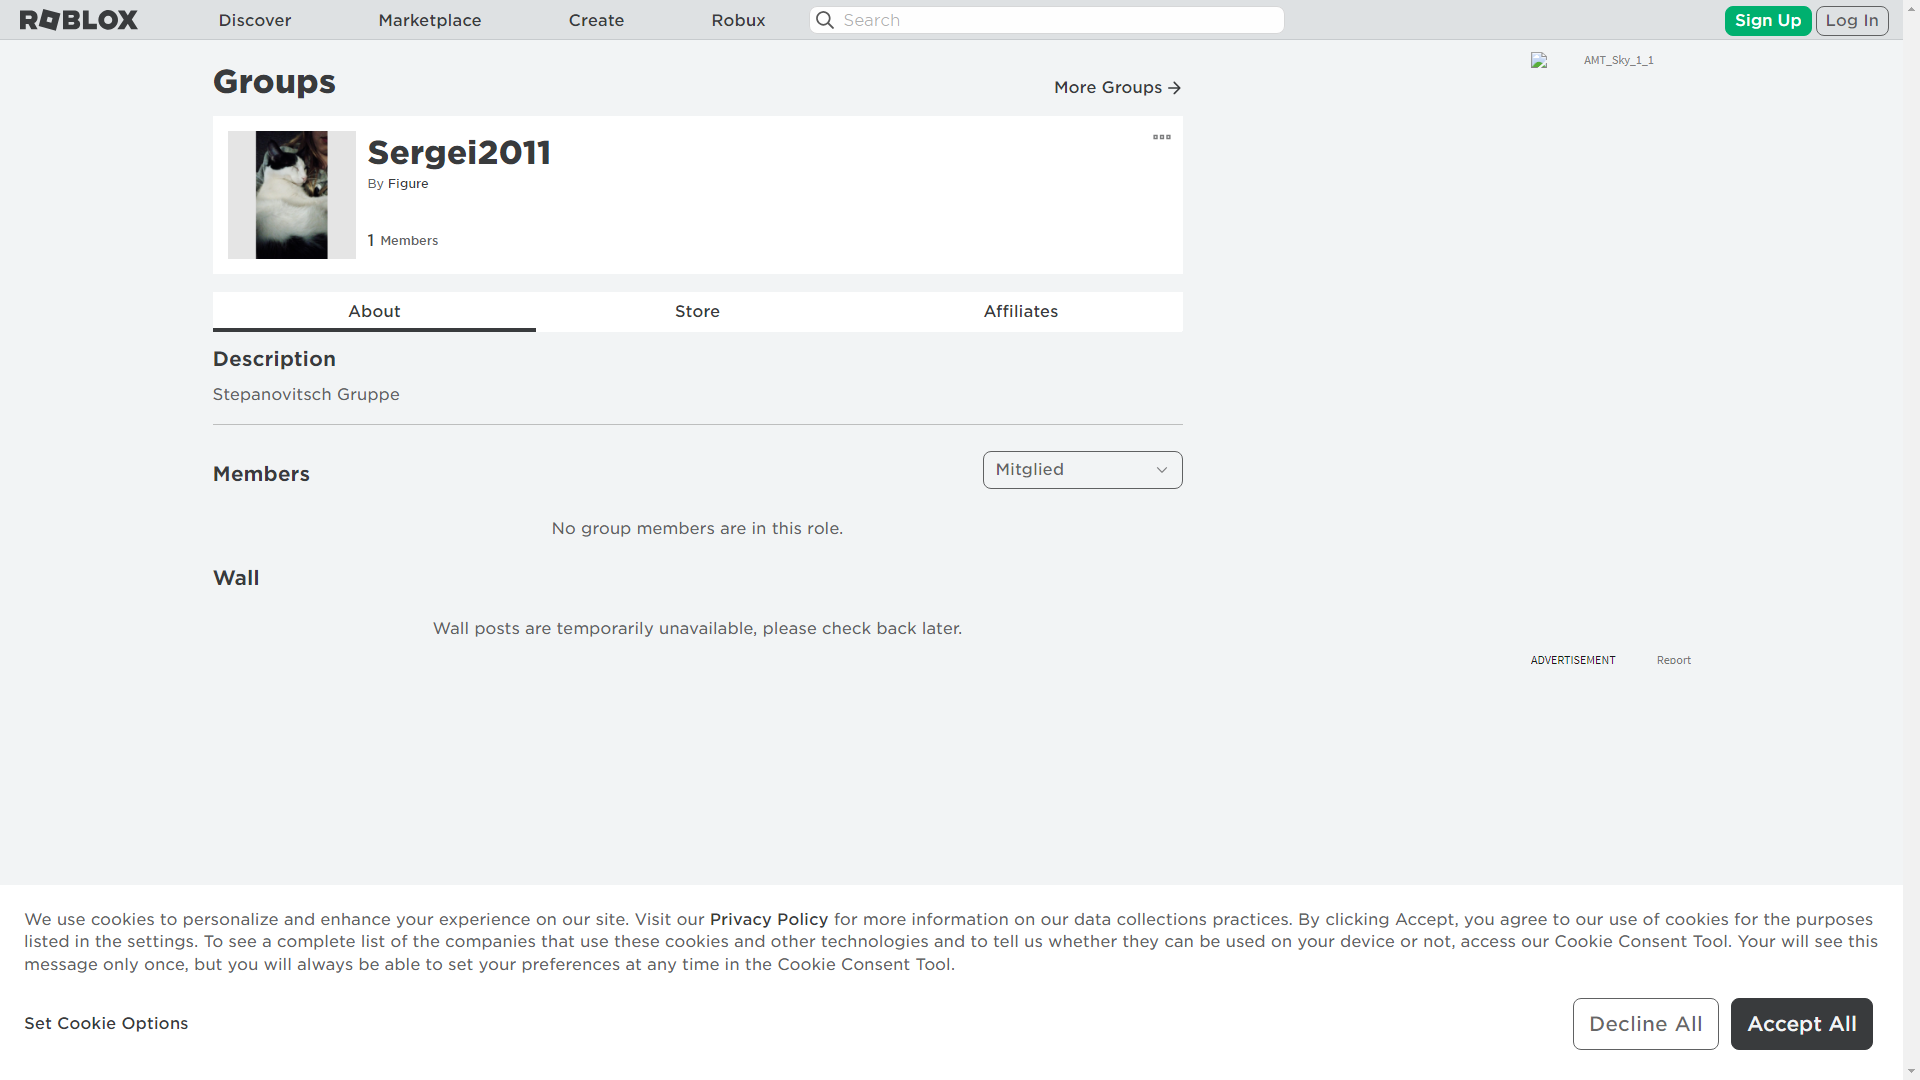 ROBLOX Discover Marketplace Create Robux Search Sign Up Log In
AMT_Sky_1_1
Groups
More Groups
Sergei2011
By Figure
1 Members
About Store Affiliates
Description
Stepanovitsch Gruppe
Members
Mitglied
No group members are in this role.
Wall
Wall posts are temporarily unavailable, please check back later.
ADVERTISEMENT Report
We use cookies to personalize and enhance your experience on our site. Visit our Privacy Policy for more information on our data collections practices. By clicking Accept, you agree to our use of cookies for the purposes
listed in the settings. To see a complete list of the companies that use these cookies and other technologies and to tell us whether they can be used on your device or not, access our Cookie Consent Tool. Your will see this
message only once, but you will always be able to set your preferences at any time in the Cookie Consent Tool.
Set Cookie Options
Decline All
Accept All